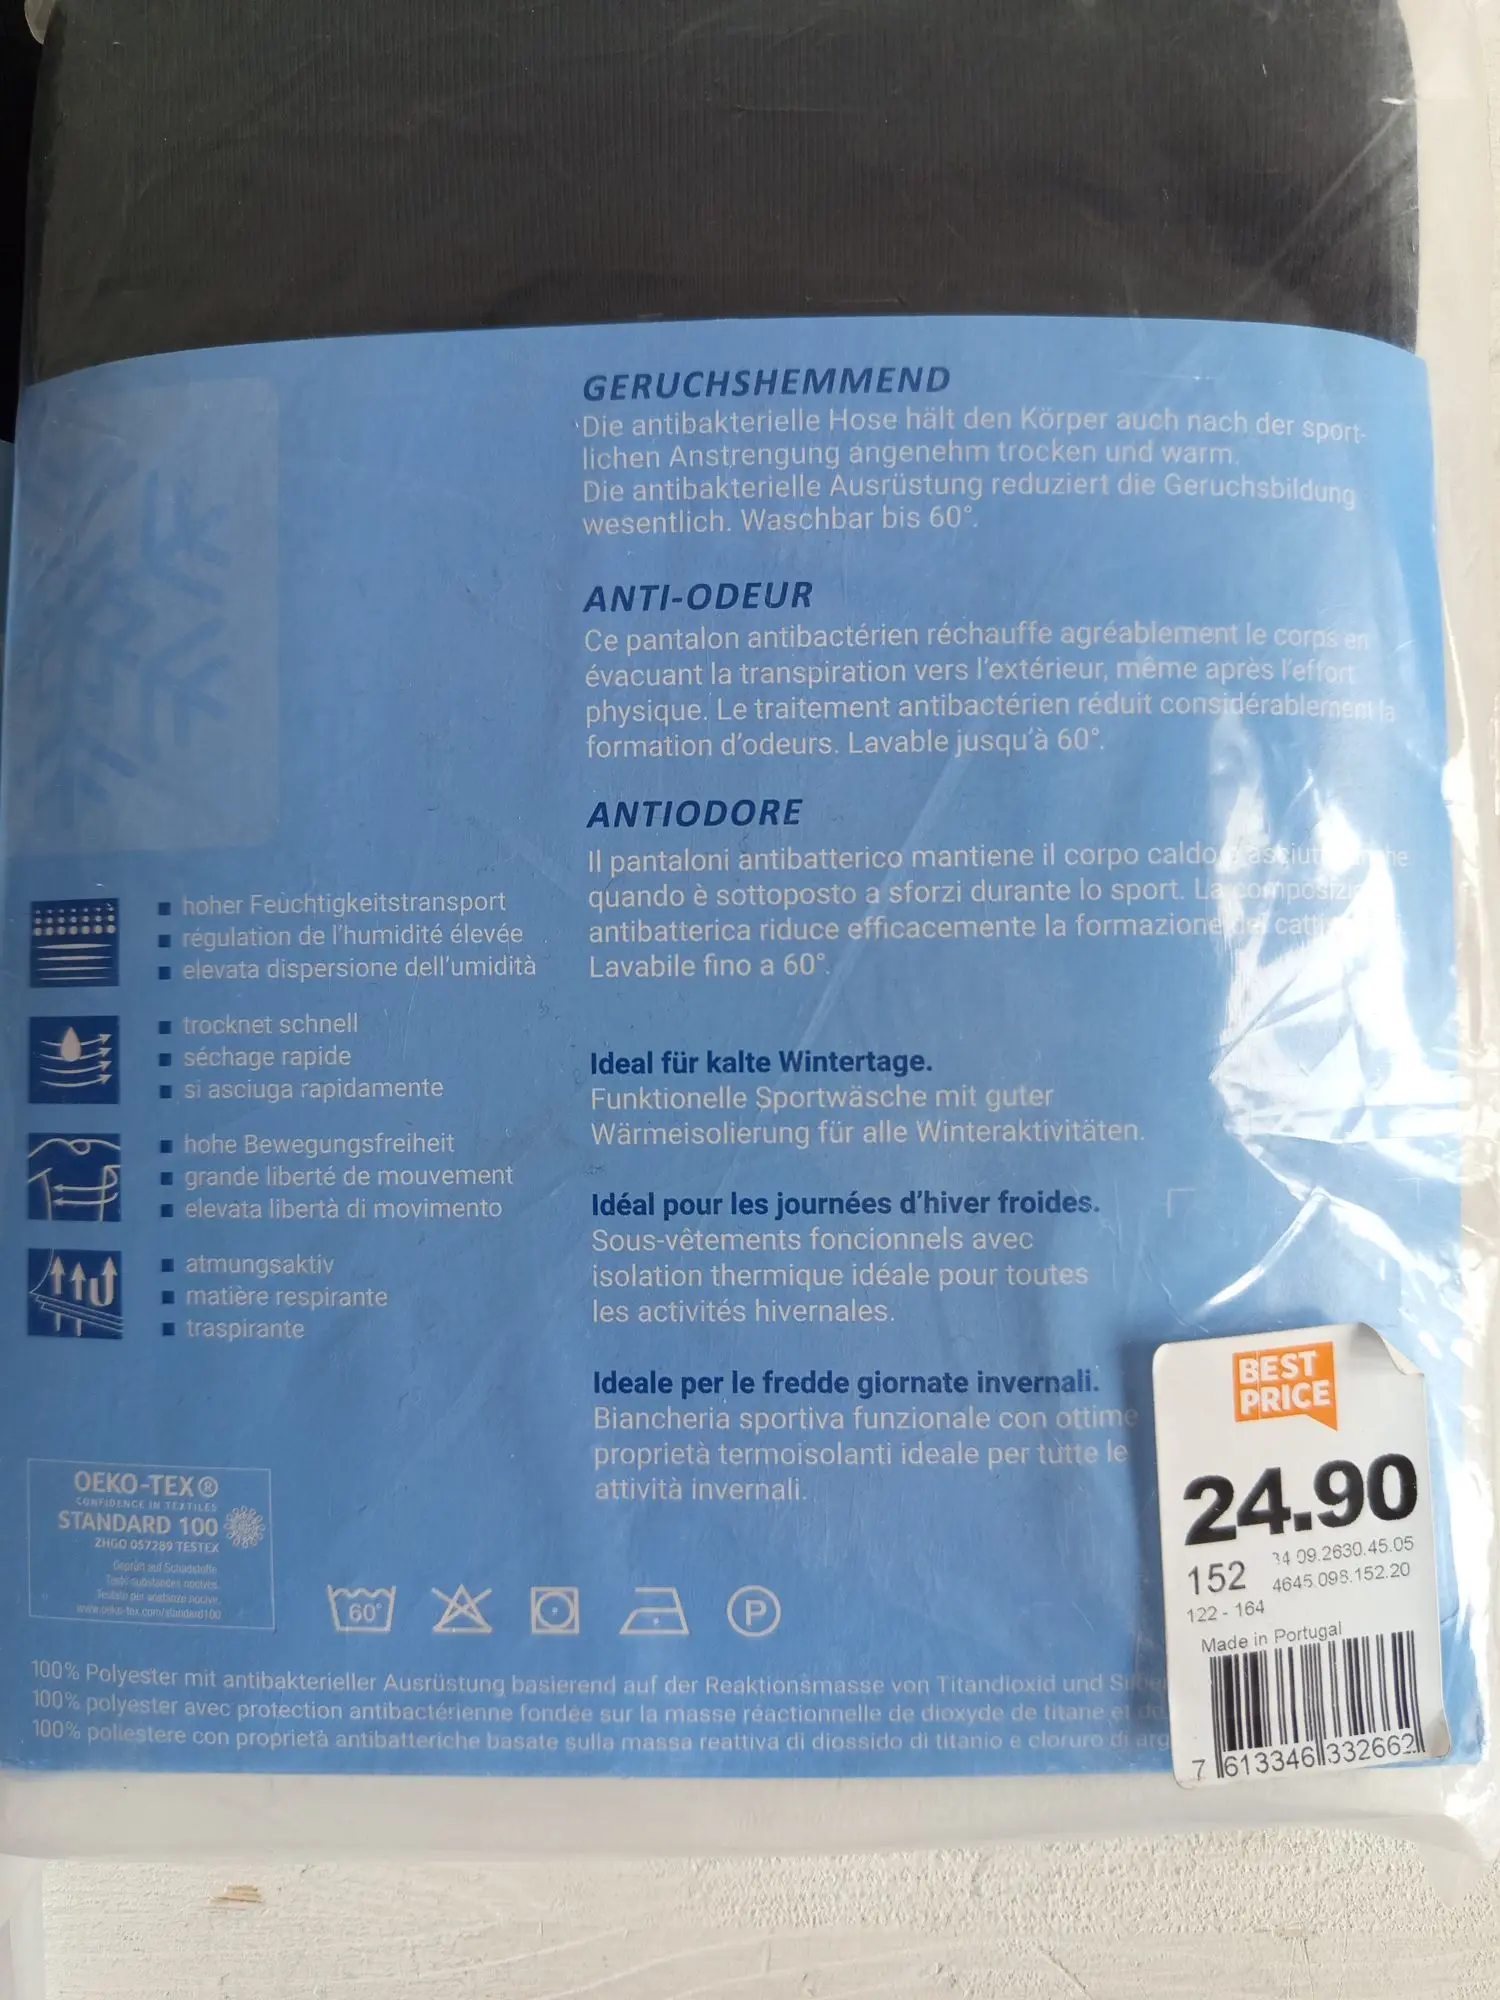 GERUCHSHEMMEND
Die antibakterielle Hose hält den Körper auch nach der sport-
lichen Anstrengung angenehm trocken und warm.
Die antibakterielle Ausrüstung reduziert die Geruchsbildung
wesentlich. Waschbar bis 60°.
ANTI-ODEUR
Ce pantalon antibactérien réchauffe agréablement le corps en
évacuant la transpiration vers l'extérieur, même après l'effort
physique. Le traitement antibactérien réduit considérablement la
formation d'odeurs. Lavable jusqu'à 60°.
ANTIODORE
Il pantaloni antibatterico mantiene il corpo caldo
quando è sottoposto a sforzi durante lo sport. La
antibatterica riduce efficacemente la formazione dei
Lavabile fino a 60°.
hoher Feuchtigkeitstransport
régulation de l'humidité élevée
elevata dispersione dell'umidità
trocknet schnell
séchage rapide
si asciuga rapidamente
hohe Bewegungsfreiheit
grande liberté de mouvement
elevata libertà di movimento
atmungsaktiv
matière respirante
traspirante
Ideal für kalte Wintertage.
Funktionelle Sportwäsche mit guter
Wärmeisolierung für alle Winteraktivitäten.
Idéal pour les journées d'hiver froides.
Sous-vêtements foncionnels avec
isolation thermique idéale pour toutes
les activités hivernales.
Ideale per le fredde giornate invernali.
Biancheria sportiva funzionale con ottime
proprietà termoisolanti ideale per tutte le
attività invernali.
OEKO-TEX®
CONFIDENCE IN TEXTILES
STANDARD 100
ZHGO 057289 TESTEX
Geprüft auf Schadstoffe
www.oeko-tex.com/standard100
60°
P
100% Polyester mit antibakterieller Ausrüstung basierend auf der Reaktionsmasse von Titandioxid und
100% polyester avec protection antibactérienne fondée sur la masse réactionnelle de dioxyde de titane et
100% poliestere con proprietà antibatteriche basate sulla massa reattiva di diossido di titanio e cloruro di
BEST
PRICE
24.90
152
34 09.2630.45.05
4645.098.152.20
122 - 164
Made in Portugal
7 613346 332662